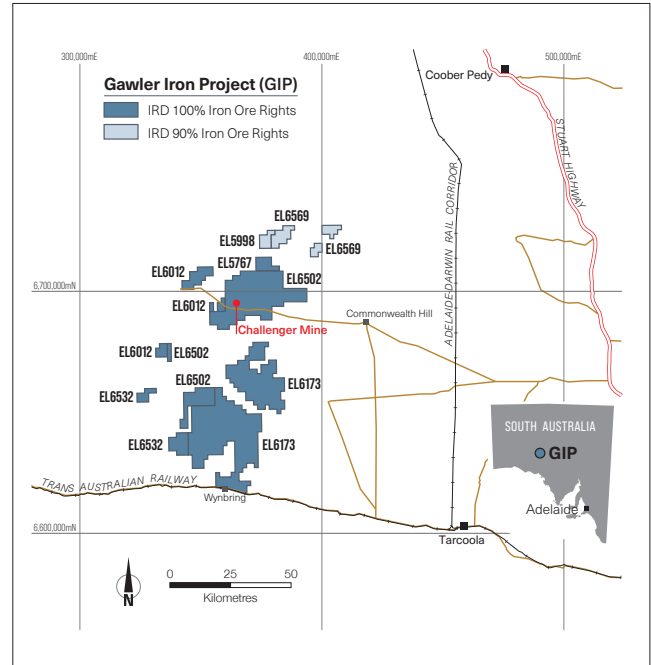 300,000mE
400,000mE
500,000mE
Coober Pedy
Gawler Iron Project (GIP)
IRD 100% Iron Ore Rights
IRD 90% Iron Ore Rights
STUART HIGHWAY
ADELAIDE-DARWIN RAIL CORRIDOR
EL6569
EL5998
EL6569
EL5767
EL6012
EL6502
6,700,000mN
EL6012
Commonwealth Hill
Challenger Mine
EL6012
EL6502
EL6502
EL6173
EL6532
SOUTH AUSTRALIA
EL6532
EL6173
GIP
TRANS AUSTRALIAN RAILWAY
Wynbring
Adelaide
6,600,000mN
Tarcoola
N
0
25
50
Kilometres